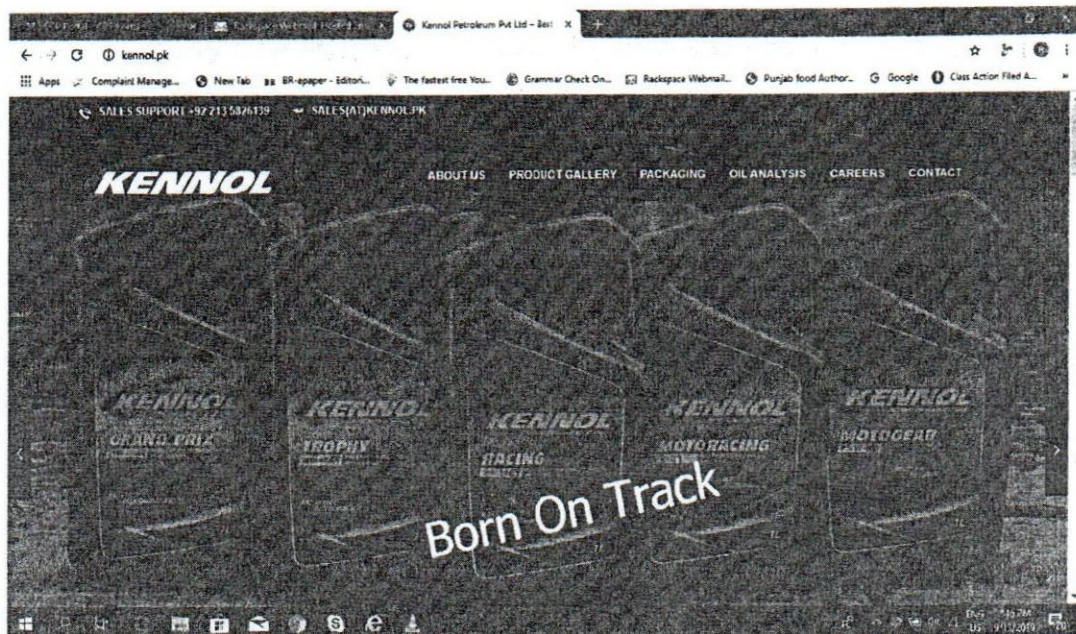 Kennol Petroleum Pvt Ltd – Best
kennol.pk
Apps Complaint Manage... New Tab BR-epaper - Editori... The fastest free You... Grammar Check On... Rackspace Webmail... Punjab food Author... Google Class Action Filed A...
SALES SUPPORT +92 213 5826139 SALES[AT]KENNOL.PK
KENNOL
ABOUT US PRODUCT GALLERY PACKAGING OIL ANALYSIS CAREERS CONTACT
KENNOL
GRAND PRIX
KENNOL
TROPHY
KENNOL
RACING
KENNOL
MOTORACING
KENNOL
MOTOGEAR
Born On Track